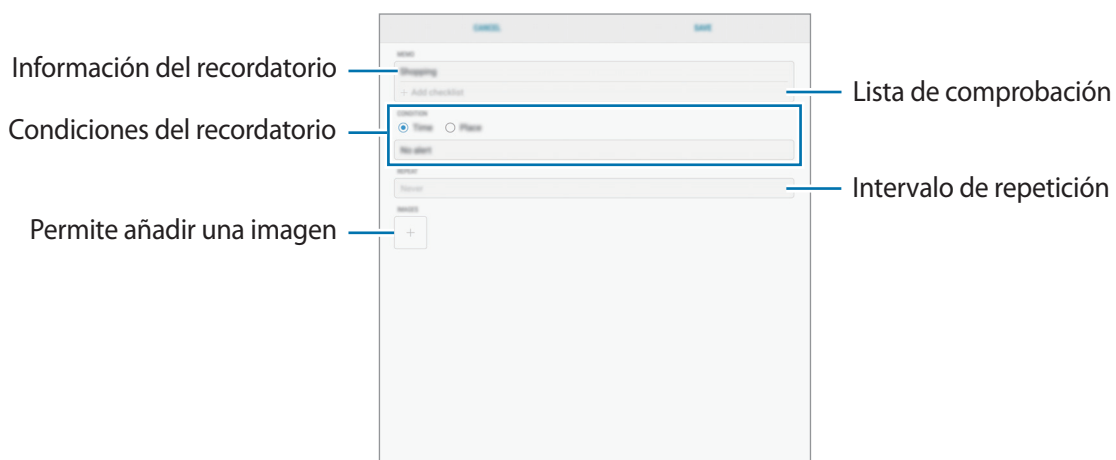 CANCEL
SAVE
MEMO
Información del recordatorio
Shopping
+ Add checklist
Lista de comprobación
CONDITION
Condiciones del recordatorio
Time
Place
No alert
REPEAT
Never
Intervalo de repetición
IMAGES
Permite añadir una imagen
+